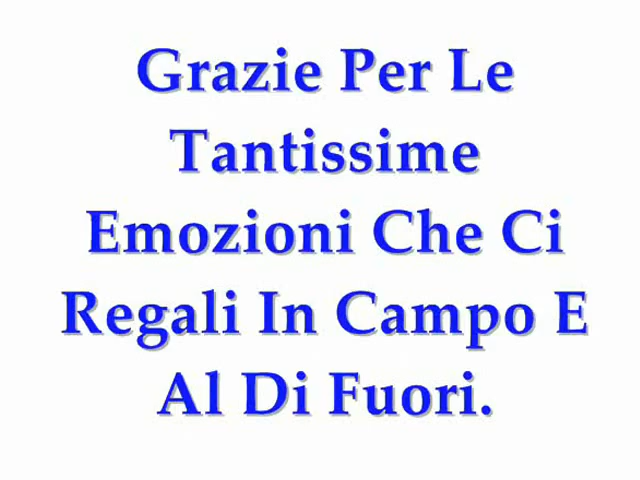 Grazie Per Le
Tantissime
Emozioni Che Ci
Regali In Campo E
Al Di Fuori.